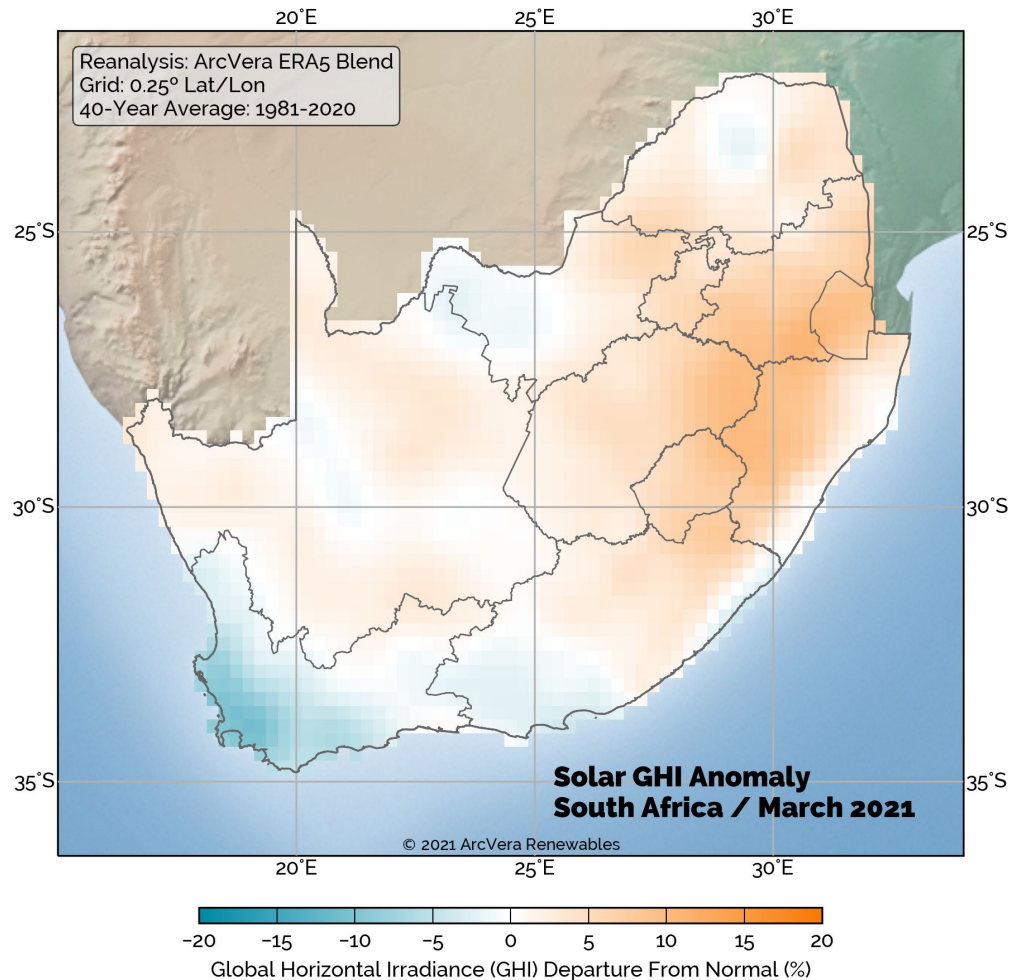 20°E 25°E 30°E
Reanalysis: ArcVera ERA5 Blend
Grid: 0.25º Lat/Lon
40-Year Average: 1981-2020
25°S 25°S
30°S 30°S
35°S 35°S
Solar GHI Anomaly
South Africa / March 2021
© 2021 ArcVera Renewables
20°E 25°E 30°E
−20 −15 −10 −5 0 5 10 15 20
Global Horizontal Irradiance (GHI) Departure From Normal (%)